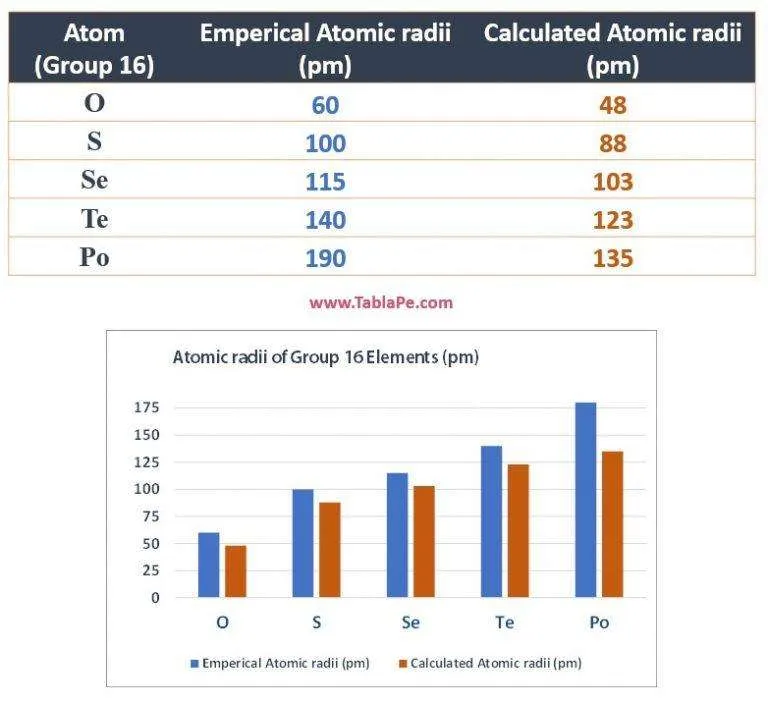 Atom (Group 16) Emperical Atomic radii (pm) Calculated Atomic radii (pm)
O 60 48
S 100 88
Se 115 103
Te 140 123
Po 190 135
www.TablaPe.com
Atomic radii of Group 16 Elements (pm)
175
150
125
100
75
50
25
0
O S Se Te Po
Emperical Atomic radii (pm) Calculated Atomic radii (pm)